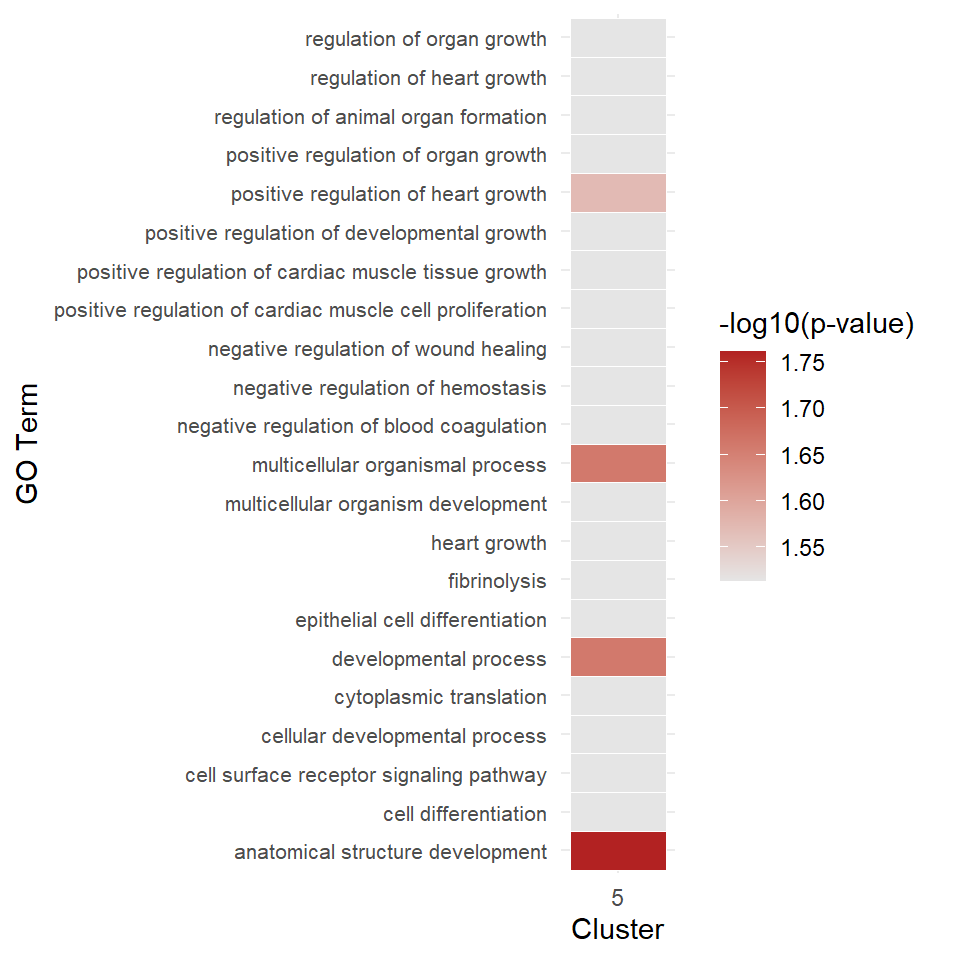 regulation of organ growth
regulation of heart growth
regulation of animal organ formation
positive regulation of organ growth
positive regulation of heart growth
positive regulation of developmental growth
positive regulation of cardiac muscle tissue growth
positive regulation of cardiac muscle cell proliferation
negative regulation of wound healing
negative regulation of hemostasis
negative regulation of blood coagulation
multicellular organismal process
multicellular organism development
heart growth
fibrinolysis
epithelial cell differentiation
developmental process
cytoplasmic translation
cellular developmental process
cell surface receptor signaling pathway
cell differentiation
anatomical structure development
GO Term
5
Cluster
-log10(p-value)
1.75
1.70
1.65
1.60
1.55